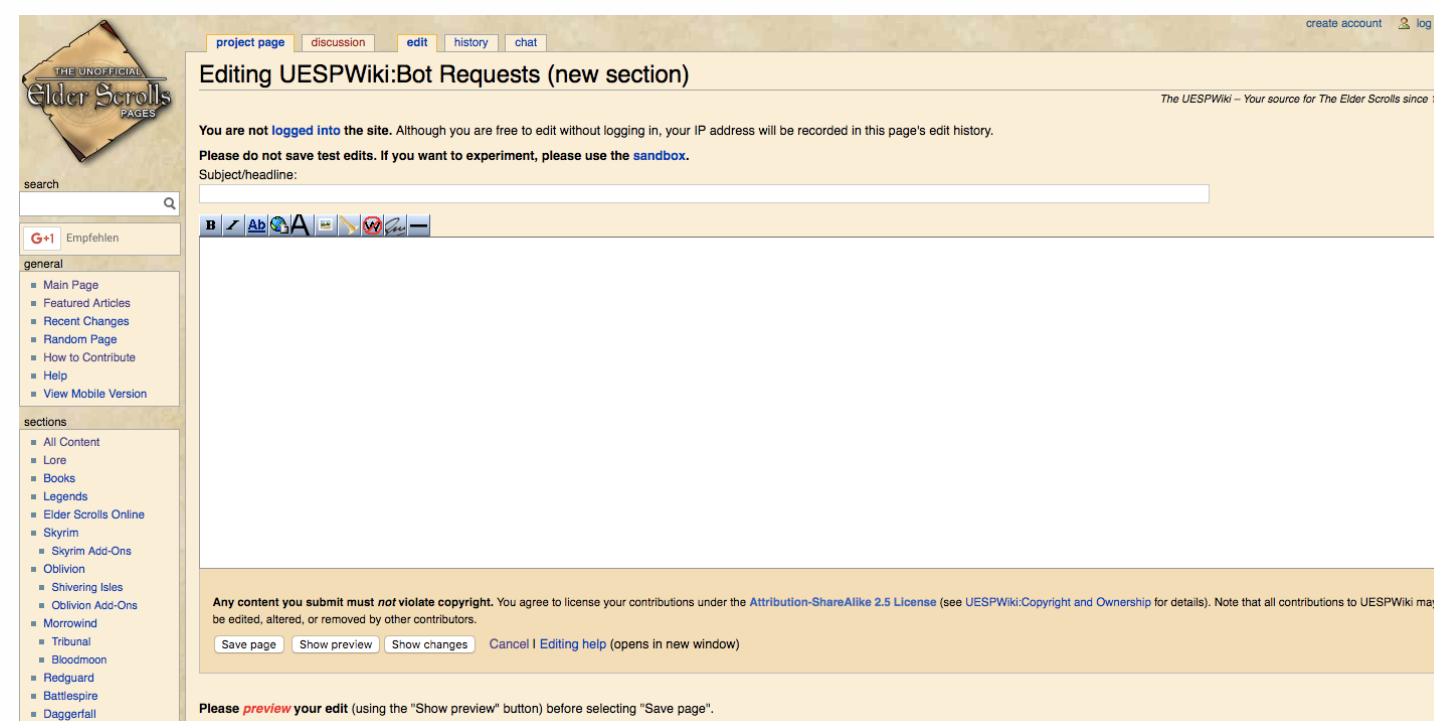 create account log
project page discussion edit history chat
THE UNOFFICIAL
Elder Scrolls
PAGES
Editing UESPWiki:Bot Requests (new section)
The UESPWiki – Your source for The Elder Scrolls since
You are not logged into the site. Although you are free to edit without logging in, your IP address will be recorded in this page's edit history.
Please do not save test edits. If you want to experiment, please use the sandbox.
Subject/headline:
search
B I Ab A W
G+1 Empfehlen
general
Main Page
Featured Articles
Recent Changes
Random Page
How to Contribute
Help
View Mobile Version
sections
All Content
Lore
Books
Legends
Elder Scrolls Online
Skyrim
Skyrim Add-Ons
Oblivion
Shivering Isles
Oblivion Add-Ons
Morrowind
Tribunal
Bloodmoon
Redguard
Battlespire
Daggerfall
Any content you submit must not violate copyright. You agree to license your contributions under the Attribution-ShareAlike 2.5 License (see UESPWiki:Copyright and Ownership for details). Note that all contributions to UESPWiki may
be edited, altered, or removed by other contributors.
Save page Show preview Show changes Cancel | Editing help (opens in new window)
Please preview your edit (using the "Show preview" button) before selecting "Save page".